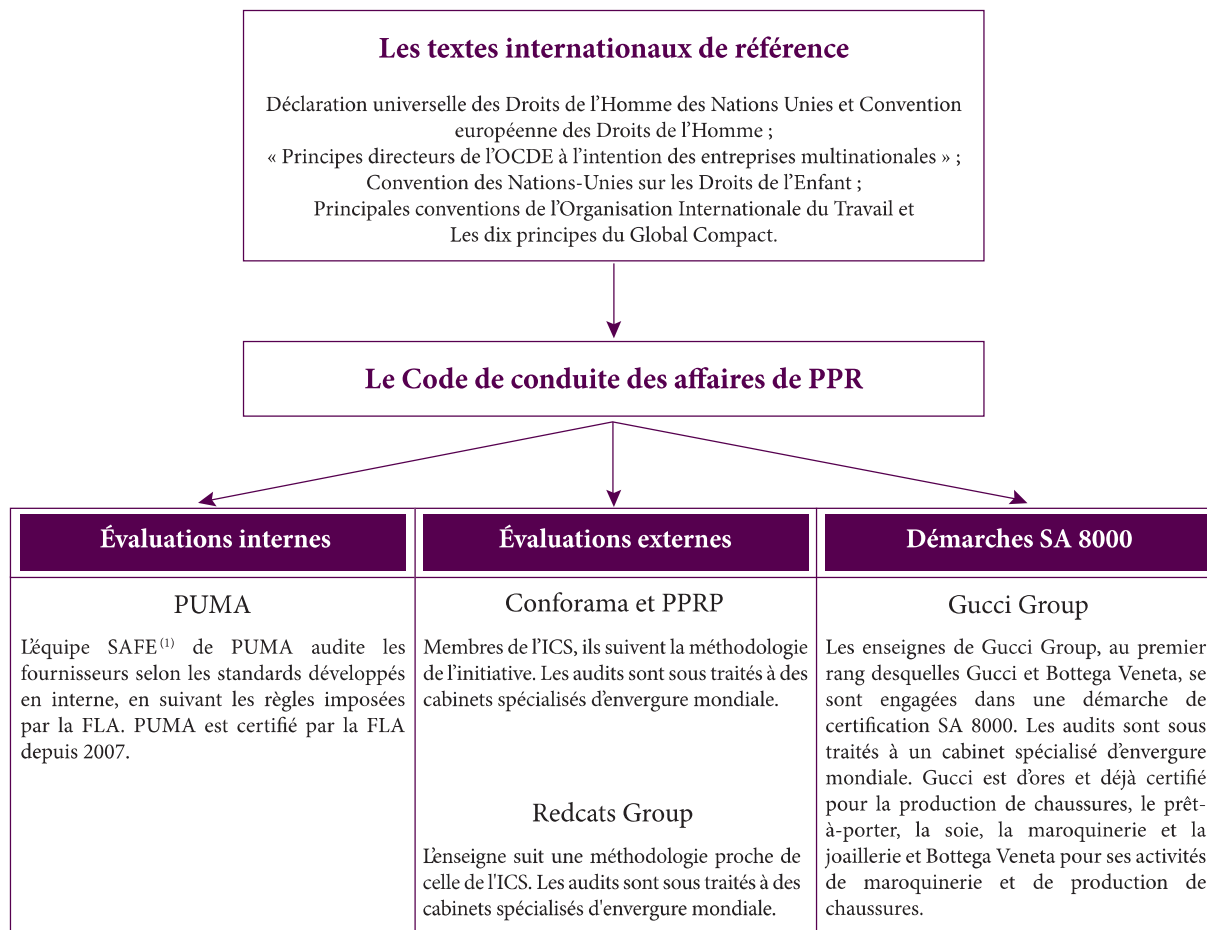 Les textes internationaux de référence
Déclaration universelle des Droits de l'Homme des Nations Unies et Convention
européenne des Droits de l'Homme ;
« Principes directeurs de l'OCDE à l'intention des entreprises multinationales » ;
Convention des Nations-Unies sur les Droits de l'Enfant ;
Principales conventions de l'Organisation Internationale du Travail et
Les dix principes du Global Compact.
Le Code de conduite des affaires de PPR
Évaluations internes
PUMA
L'équipe SAFE (1) de PUMA audite les
fournisseurs selon les standards développés
en interne, en suivant les règles imposées
par la FLA. PUMA est certifié par la FLA
depuis 2007.
Évaluations externes
Conforama et PPRP
Membres de l'ICS, ils suivent la méthodologie
de l'initiative. Les audits sont sous traités à des
cabinets spécialisés d'envergure mondiale.
Redcats Group
L'enseigne suit une méthodologie proche de
celle de l'ICS. Les audits sont sous traités à des
cabinets spécialisés d'envergure mondiale.
Démarches SA 8000
Gucci Group
Les enseignes de Gucci Group, au premier
rang desquelles Gucci et Bottega Veneta, se
sont engagées dans une démarche de
certification SA 8000. Les audits sont sous
traités à un cabinet spécialisé d'envergure
mondiale. Gucci est d'ores et déjà certifié
pour la production de chaussures, le prêt-
à-porter, la soie, la maroquinerie et la
joaillerie et Bottega Veneta pour ses activités
de maroquinerie et de production de
chaussures.